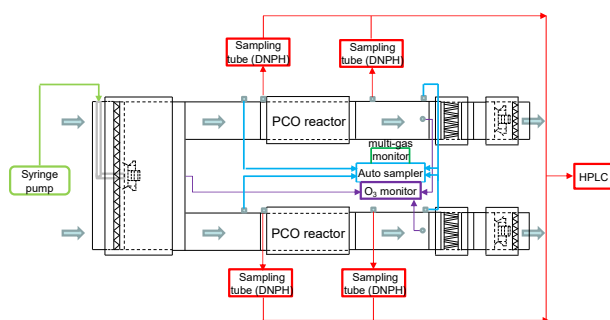 Sampling
tube (DNPH)
Sampling
tube (DNPH)
PCO reactor
multi-gas
monitor
Auto sampler
O₃ monitor
Syringe
pump
HPLC
PCO reactor
Sampling
tube (DNPH)
Sampling
tube (DNPH)